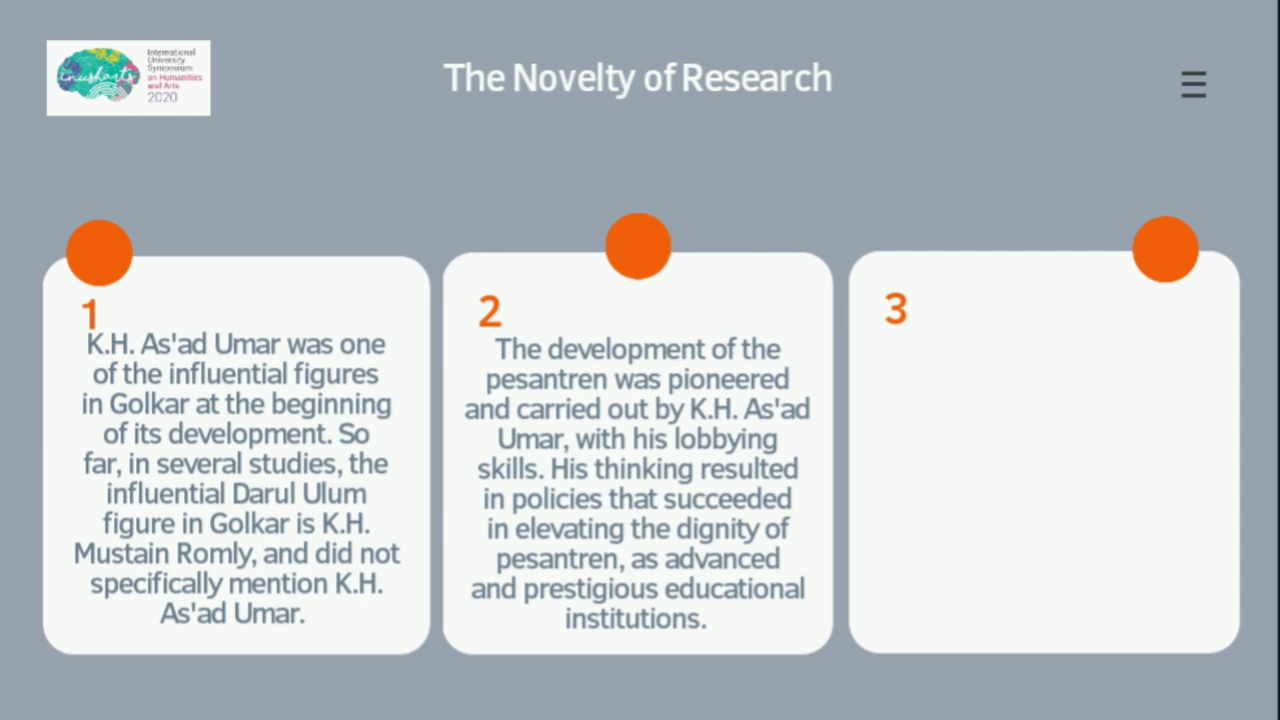 inusharts
International
University
Symposium
on Humanities
and Arts
2020
The Novelty of Research
1
K.H. As'ad Umar was one
of the influential figures
in Golkar at the beginning
of its development. So
far, in several studies, the
influential Darul Ulum
figure in Golkar is K.H.
Mustain Romly, and did not
specifically mention K.H.
As'ad Umar.
2
The development of the
pesantren was pioneered
and carried out by K.H. As'ad
Umar, with his lobbying
skills. His thinking resulted
in policies that succeeded
in elevating the dignity of
pesantren, as advanced
and prestigious educational
institutions.
3